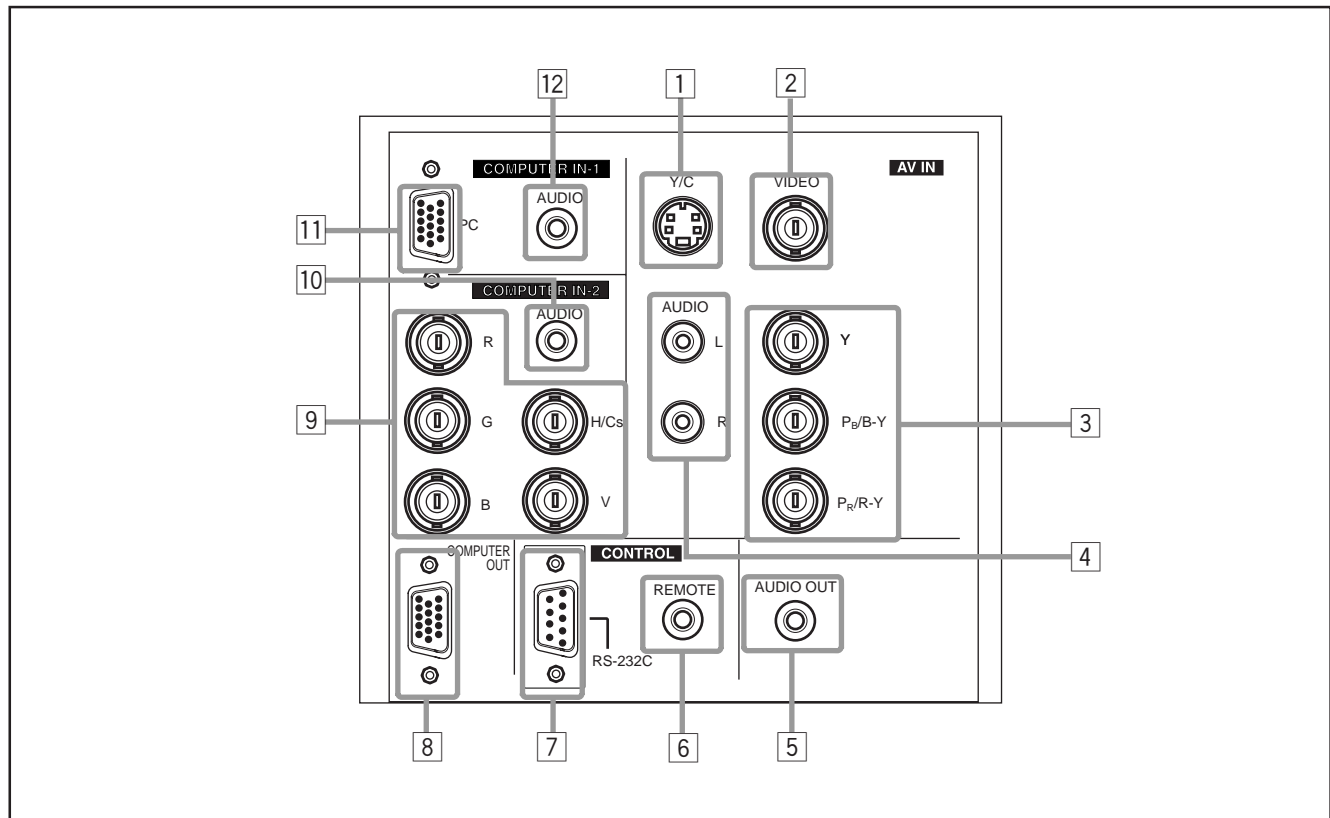 12
1
2
COMPUTER IN-1
AV IN
AUDIO
Y/C
VIDEO
11
PC
10
COMPUTER IN-2
AUDIO
AUDIO
R
L
Y
9
G
H/Cs
R
PB/B-Y
3
B
V
PR/R-Y
4
COMPUTER
OUT
CONTROL
REMOTE
AUDIO OUT
RS-232C
8
7
6
5